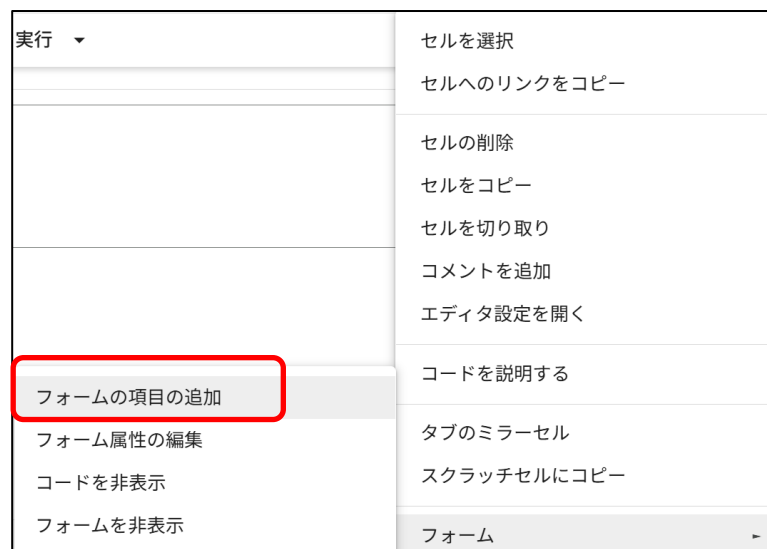 実行
セルを選択
セルへのリンクをコピー
セルの削除
セルをコピー
セルを切り取り
コメントを追加
エディタ設定を開く
コードを説明する
タブのミラーセル
スクラッチセルにコピー
フォーム
フォームの項目の追加
フォーム属性の編集
コードを非表示
フォームを非表示